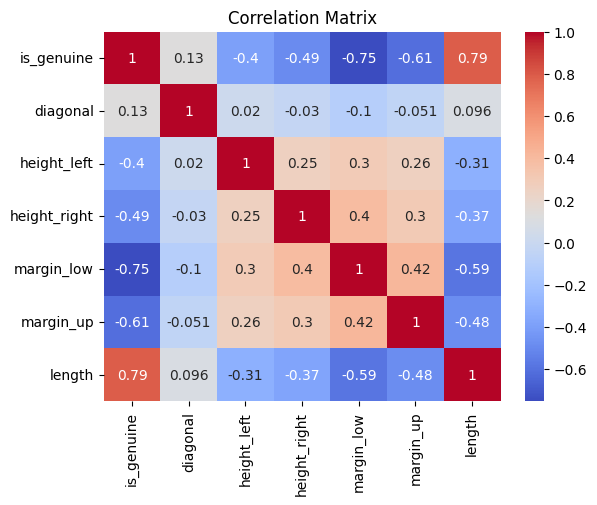 Correlation Matrix
is_genuine 1 0.13 -0.4 -0.49 -0.75 -0.61 0.79
diagonal 0.13 1 0.02 -0.03 -0.1 -0.051 0.096
height_left -0.4 0.02 1 0.25 0.3 0.26 -0.31
height_right -0.49 -0.03 0.25 1 0.4 0.3 -0.37
margin_low -0.75 -0.1 0.3 0.4 1 0.42 -0.59
margin_up -0.61 -0.051 0.26 0.3 0.42 1 -0.48
length 0.79 0.096 -0.31 -0.37 -0.59 -0.48 1
is_genuine
diagonal
height_left
height_right
margin_low
margin_up
length
1.0
0.8
0.6
0.4
0.2
0.0
-0.2
-0.4
-0.6